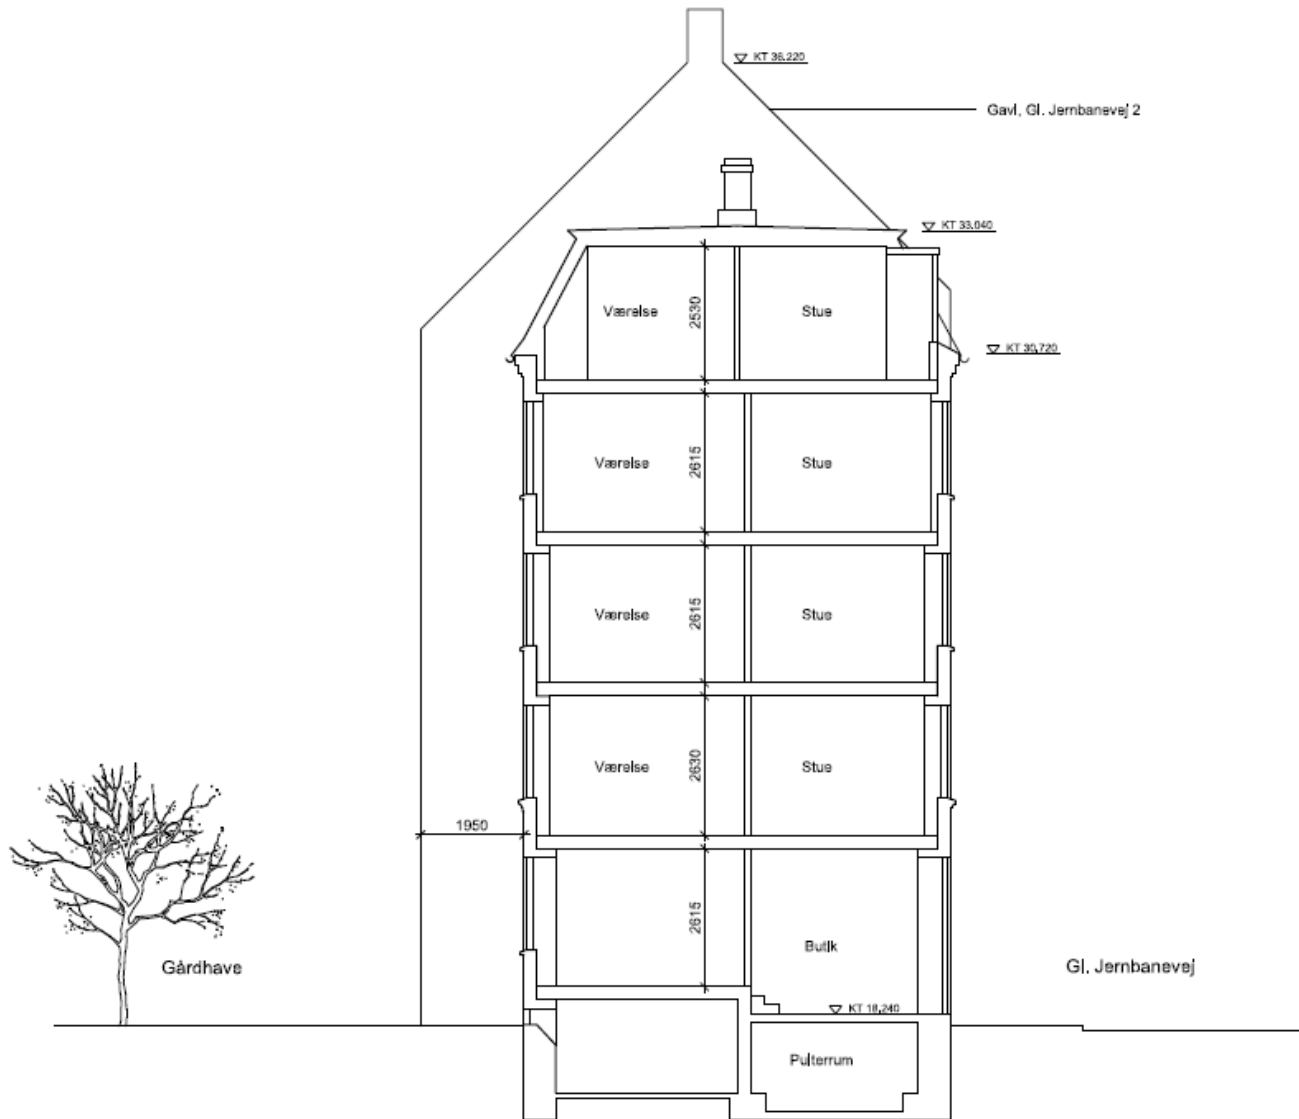 KT 36.220
Gavl, Gl. Jernbanevej 2
KT 33.040
Værelse
2530
Stue
KT 30,720
Værelse
2615
Stue
Værelse
2615
Stue
Værelse
2630
Stue
1950
2615
Butik
Gårdhave
Gl. Jernbanevej
KT 18,240
Pulterrum